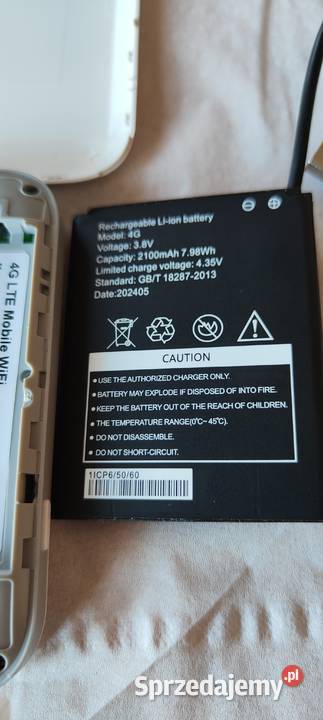 Rechargeable Li-ion battery
Model: 4G
Voltage: 3.8V
Capacity: 2100mAh 7.98Wh
Limited charge voltage: 4.35V
Standard: GB/T 18287-2013
Date:202405
CAUTION
• USE THE AUTHORIZED CHARGER ONLY.
• BATTERY MAY EXPLODE IF DISPOSED OF INTO FIRE.
• KEEP THE BATTERY OUT OF THE REACH OF CHILDREN.
• THE TEMPERATURE RANGE(0℃~ 45℃).
• DO NOT DISASSEMBLE.
• DO NOT SHORT-CIRCUIT.
1ICP6/50/60
4G LTE Mobile WiFi
Sprzedajemy.pl